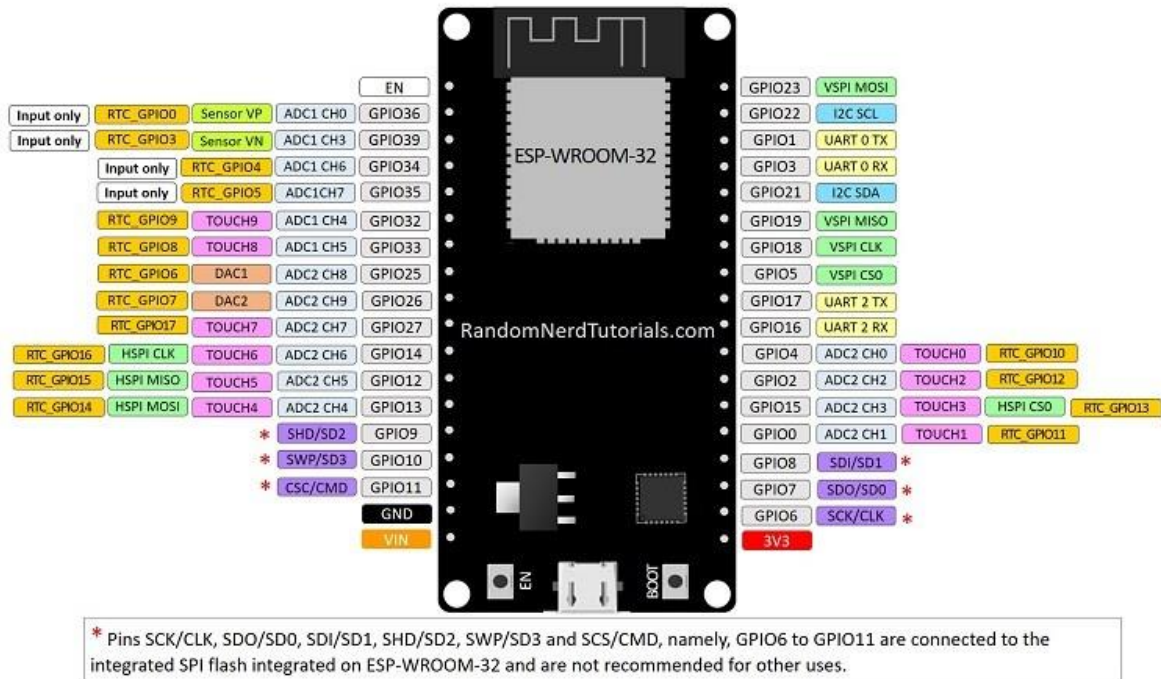 EN GPIO23 VSPI MOSI
Input only RTC_GPIO0 Sensor VP ADC1 CH0 GPIO36 GPIO22 I2C SCL
Input only RTC_GPIO3 Sensor VN ADC1 CH3 GPIO39 GPIO1 UART 0 TX
ESP-WROOM-32
Input only RTC_GPIO4 ADC1 CH6 GPIO34 GPIO3 UART 0 RX
Input only RTC_GPIO5 ADC1CH7 GPIO35 GPIO21 I2C SDA
RTC_GPIO9 TOUCH9 ADC1 CH4 GPIO32 GPIO19 VSPI MISO
RTC_GPIO8 TOUCH8 ADC1 CH5 GPIO33 GPIO18 VSPI CLK
RTC_GPIO6 DAC1 ADC2 CH8 GPIO25 GPIO5 VSPI CS0
RTC_GPIO7 DAC2 ADC2 CH9 GPIO26 GPIO17 UART 2 TX
RTC_GPIO17 TOUCH7 ADC2 CH7 GPIO27 RandomNerdTutorials.com GPIO16 UART 2 RX
RTC_GPIO16 HSPI CLK TOUCH6 ADC2 CH6 GPIO14 GPIO4 ADC2 CH0 TOUCH0 RTC_GPIO10
RTC_GPIO15 HSPI MISO TOUCH5 ADC2 CH5 GPIO12 GPIO2 ADC2 CH2 TOUCH2 RTC_GPIO12
RTC_GPIO14 HSPI MOSI TOUCH4 ADC2 CH4 GPIO13 GPIO15 ADC2 CH3 TOUCH3 HSPI CS0 RTC_GPIO13
* SHD/SD2 GPIO9 GPIO0 ADC2 CH1 TOUCH1 RTC_GPIO11
* SWP/SD3 GPIO10 GPIO8 SDI/SD1 *
* CSC/CMD GPIO11 GPIO7 SDO/SD0 *
GND GPIO6 SCK/CLK *
VIN 3V3
EN BOOT
* Pins SCK/CLK, SDO/SD0, SDI/SD1, SHD/SD2, SWP/SD3 and SCS/CMD, namely, GPIO6 to GPIO11 are connected to the
integrated SPI flash integrated on ESP-WROOM-32 and are not recommended for other uses.